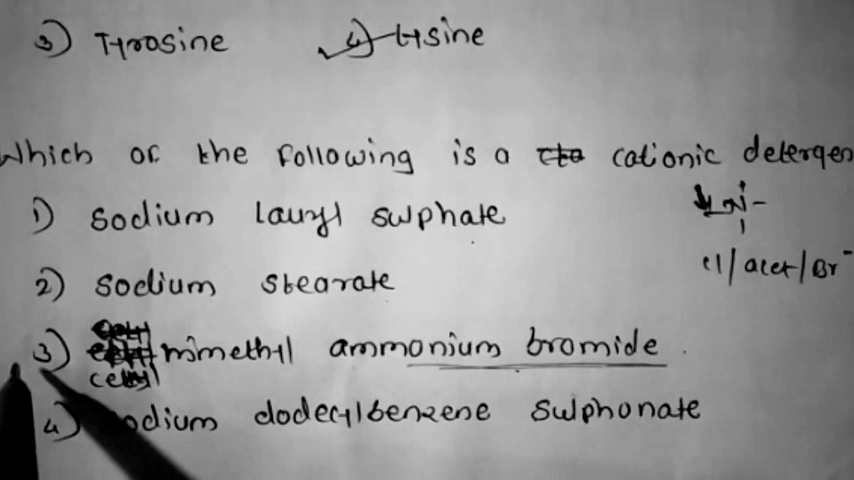 3) Tyrosine 4) Lysine
Which of the following is a cationic detergen
1) sodium lauryl sulphate
2) sodium stearate
N -
Cl/acet/Br-
3) cetyl trimethyl ammonium bromide
4) sodium dodecylbenzene sulphonate